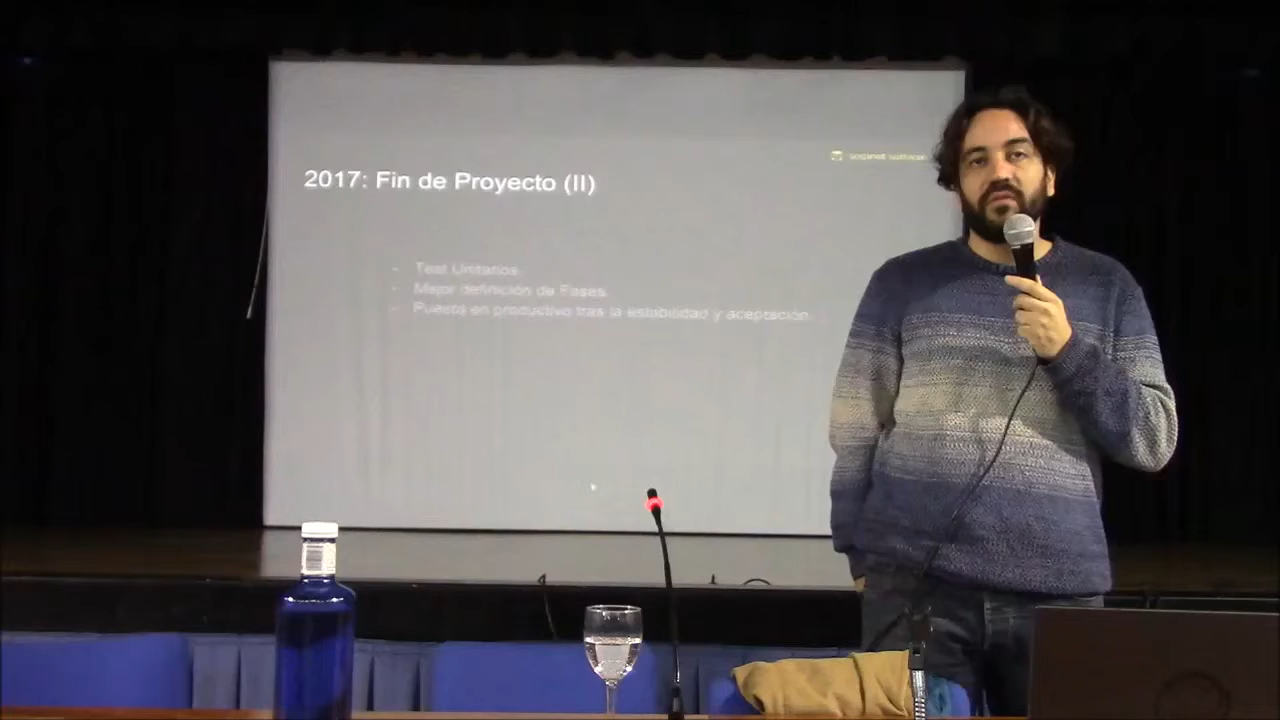 2017: Fin de Proyecto (II)
- Test Unitarios.
- Mejor definición de Fases.
- Puesta en productivo tras la estabilidad y aceptación.